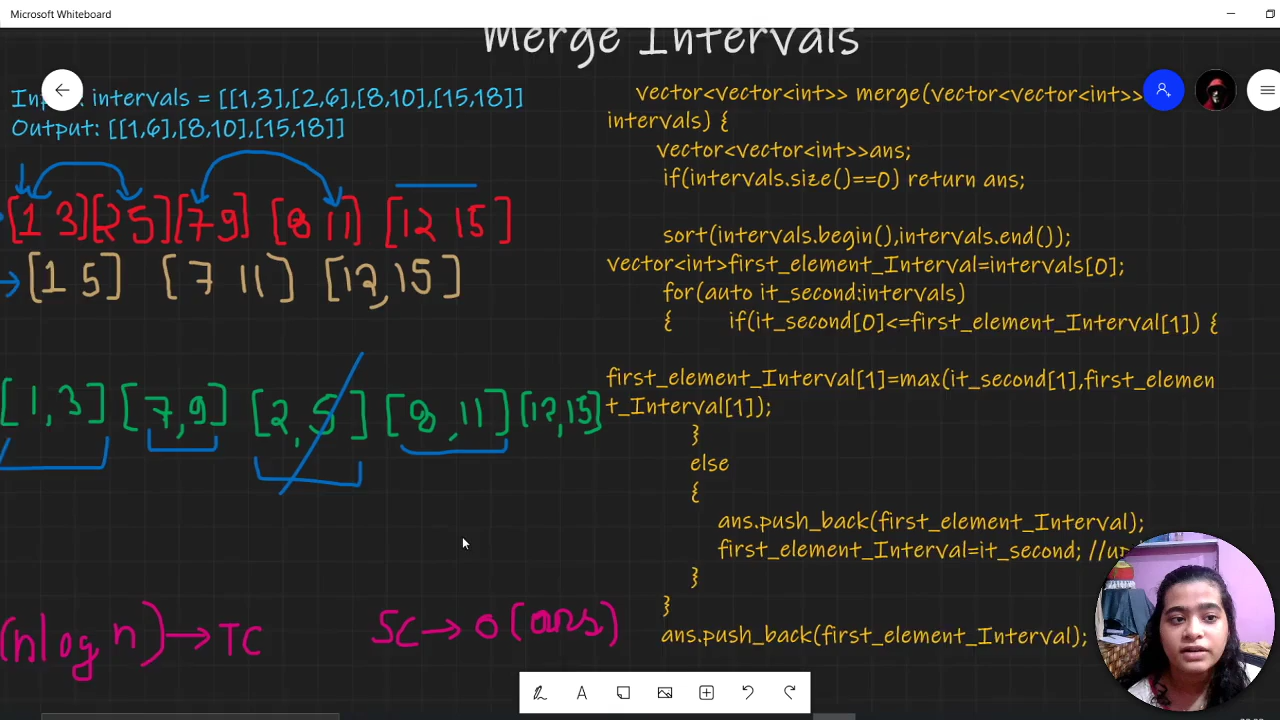 Microsoft Whiteboard
Merge Intervals
intervals = [[1,3],[2,6],[8,10],[15,18]]
Output: [[1,6],[8,10],[15,18]]
[1 3][2 5][7 9] [8 11] [12 15]
[1 5] [7 11] [12,15]
[1,3] [7,9] [2,5] [8,11] [12,15]
(nlog n) → TC
SC → O(ans)
vector<vector<int>> merge(vector<vector<int>>
intervals) {
vector<vector<int>>ans;
if(intervals.size()==0) return ans;
sort(intervals.begin(),intervals.end());
vector<int>first_element_Interval=intervals[0];
for(auto it_second:intervals)
{ if(it_second[0]<=first_element_Interval[1]) {
first_element_Interval[1]=max(it_second[1],first_elemen
t_Interval[1]);
}
else
{
ans.push_back(first_element_Interval);
first_element_Interval=it_second; //u
}
}
ans.push_back(first_element_Interval);